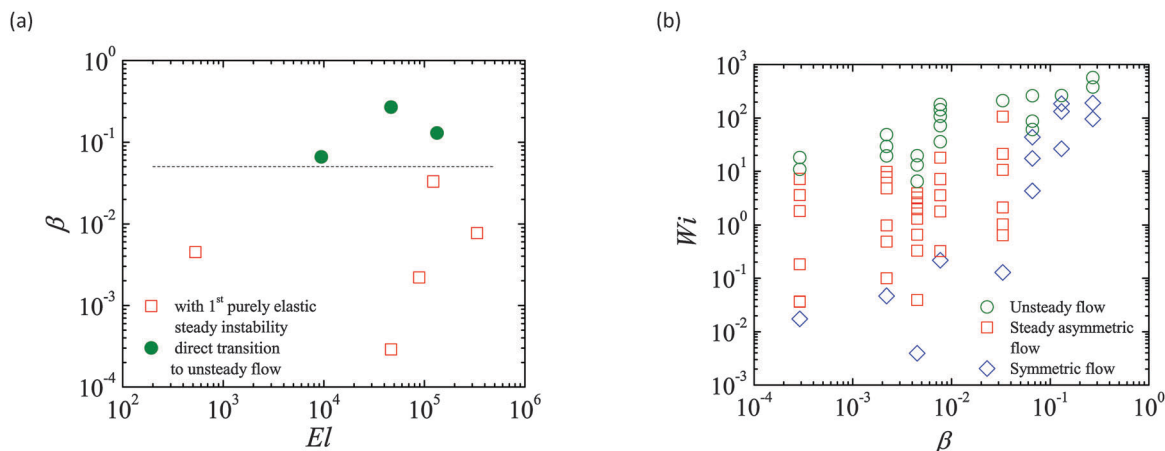 (a)
(b)
10^0
10^-1
10^-2
10^-3
10^-4
β
with 1^st purely elastic
steady instability
direct transition
to unsteady flow
10^2
10^3
10^4
10^5
10^6
El
10^3
10^2
10^1
10^0
10^-1
10^-2
10^-3
Wi
Unsteady flow
Steady asymmetric
flow
Symmetric flow
10^-4
10^-3
10^-2
10^-1
10^0
β